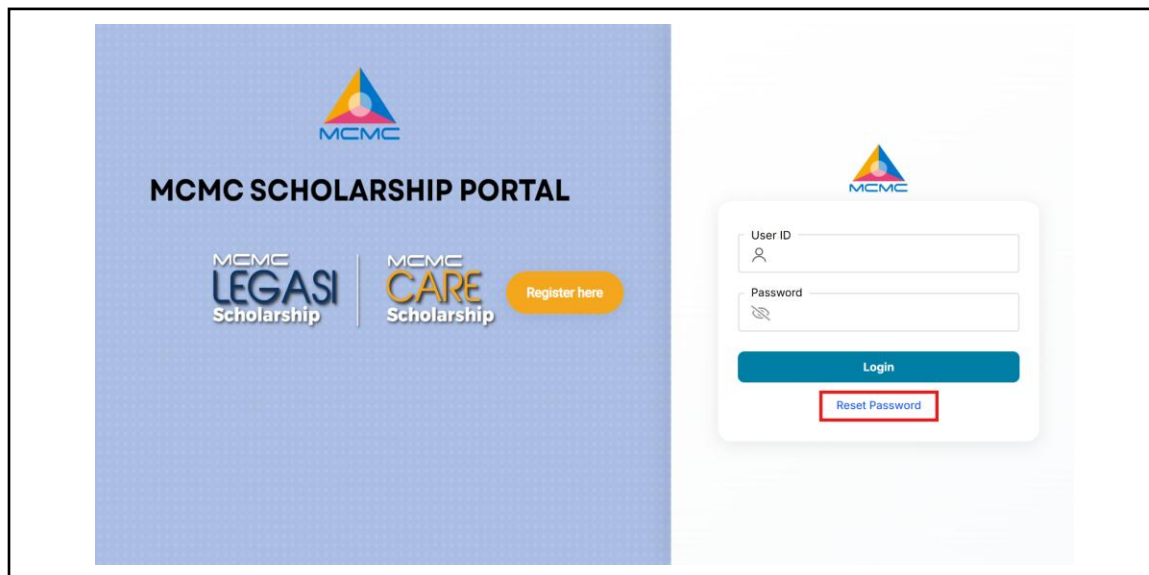 MCMC
MCMC SCHOLARSHIP PORTAL
MCMC
LEGASI
Scholarship
MCMC
CARE
Scholarship
Register here
MCMC
User ID
Password
Login
Reset Password